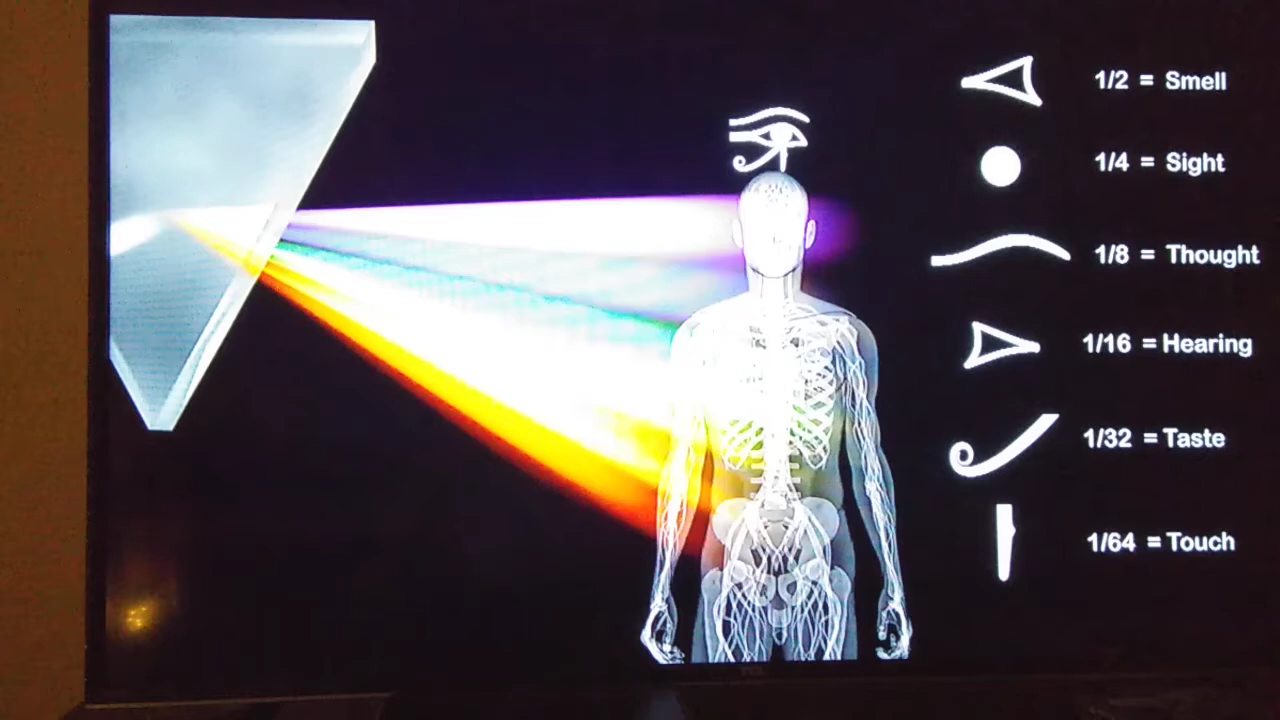 1/2 = Smell
1/4 = Sight
1/8 = Thought
1/16 = Hearing
1/32 = Taste
1/64 = Touch